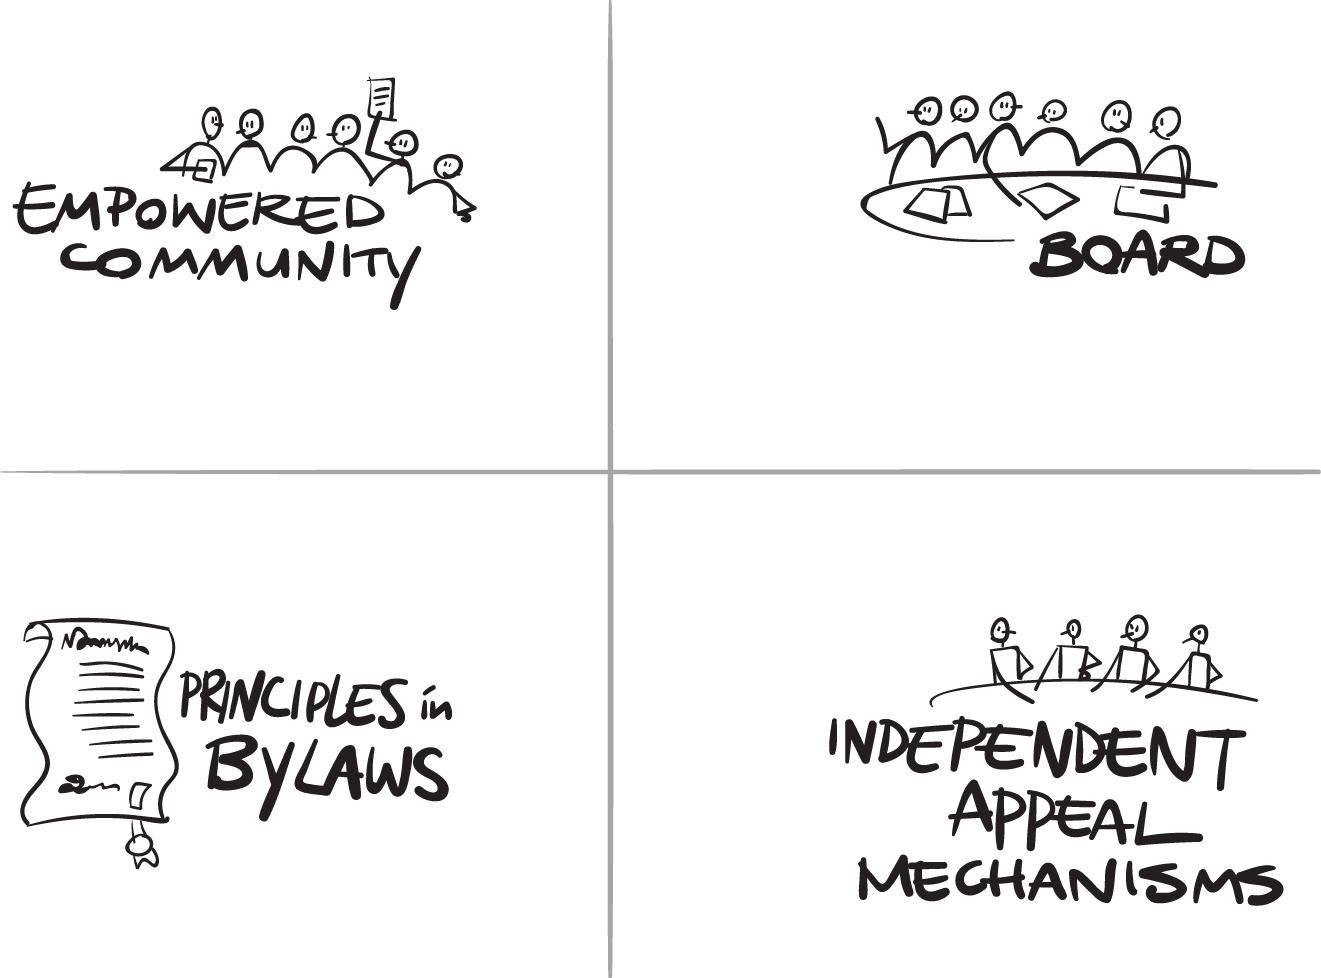 EMPOWERED
COMMUNITY
BOARD
PRINCIPLES in
BYLAWS
INDEPENDENT
APPEAL
MECHANISMS